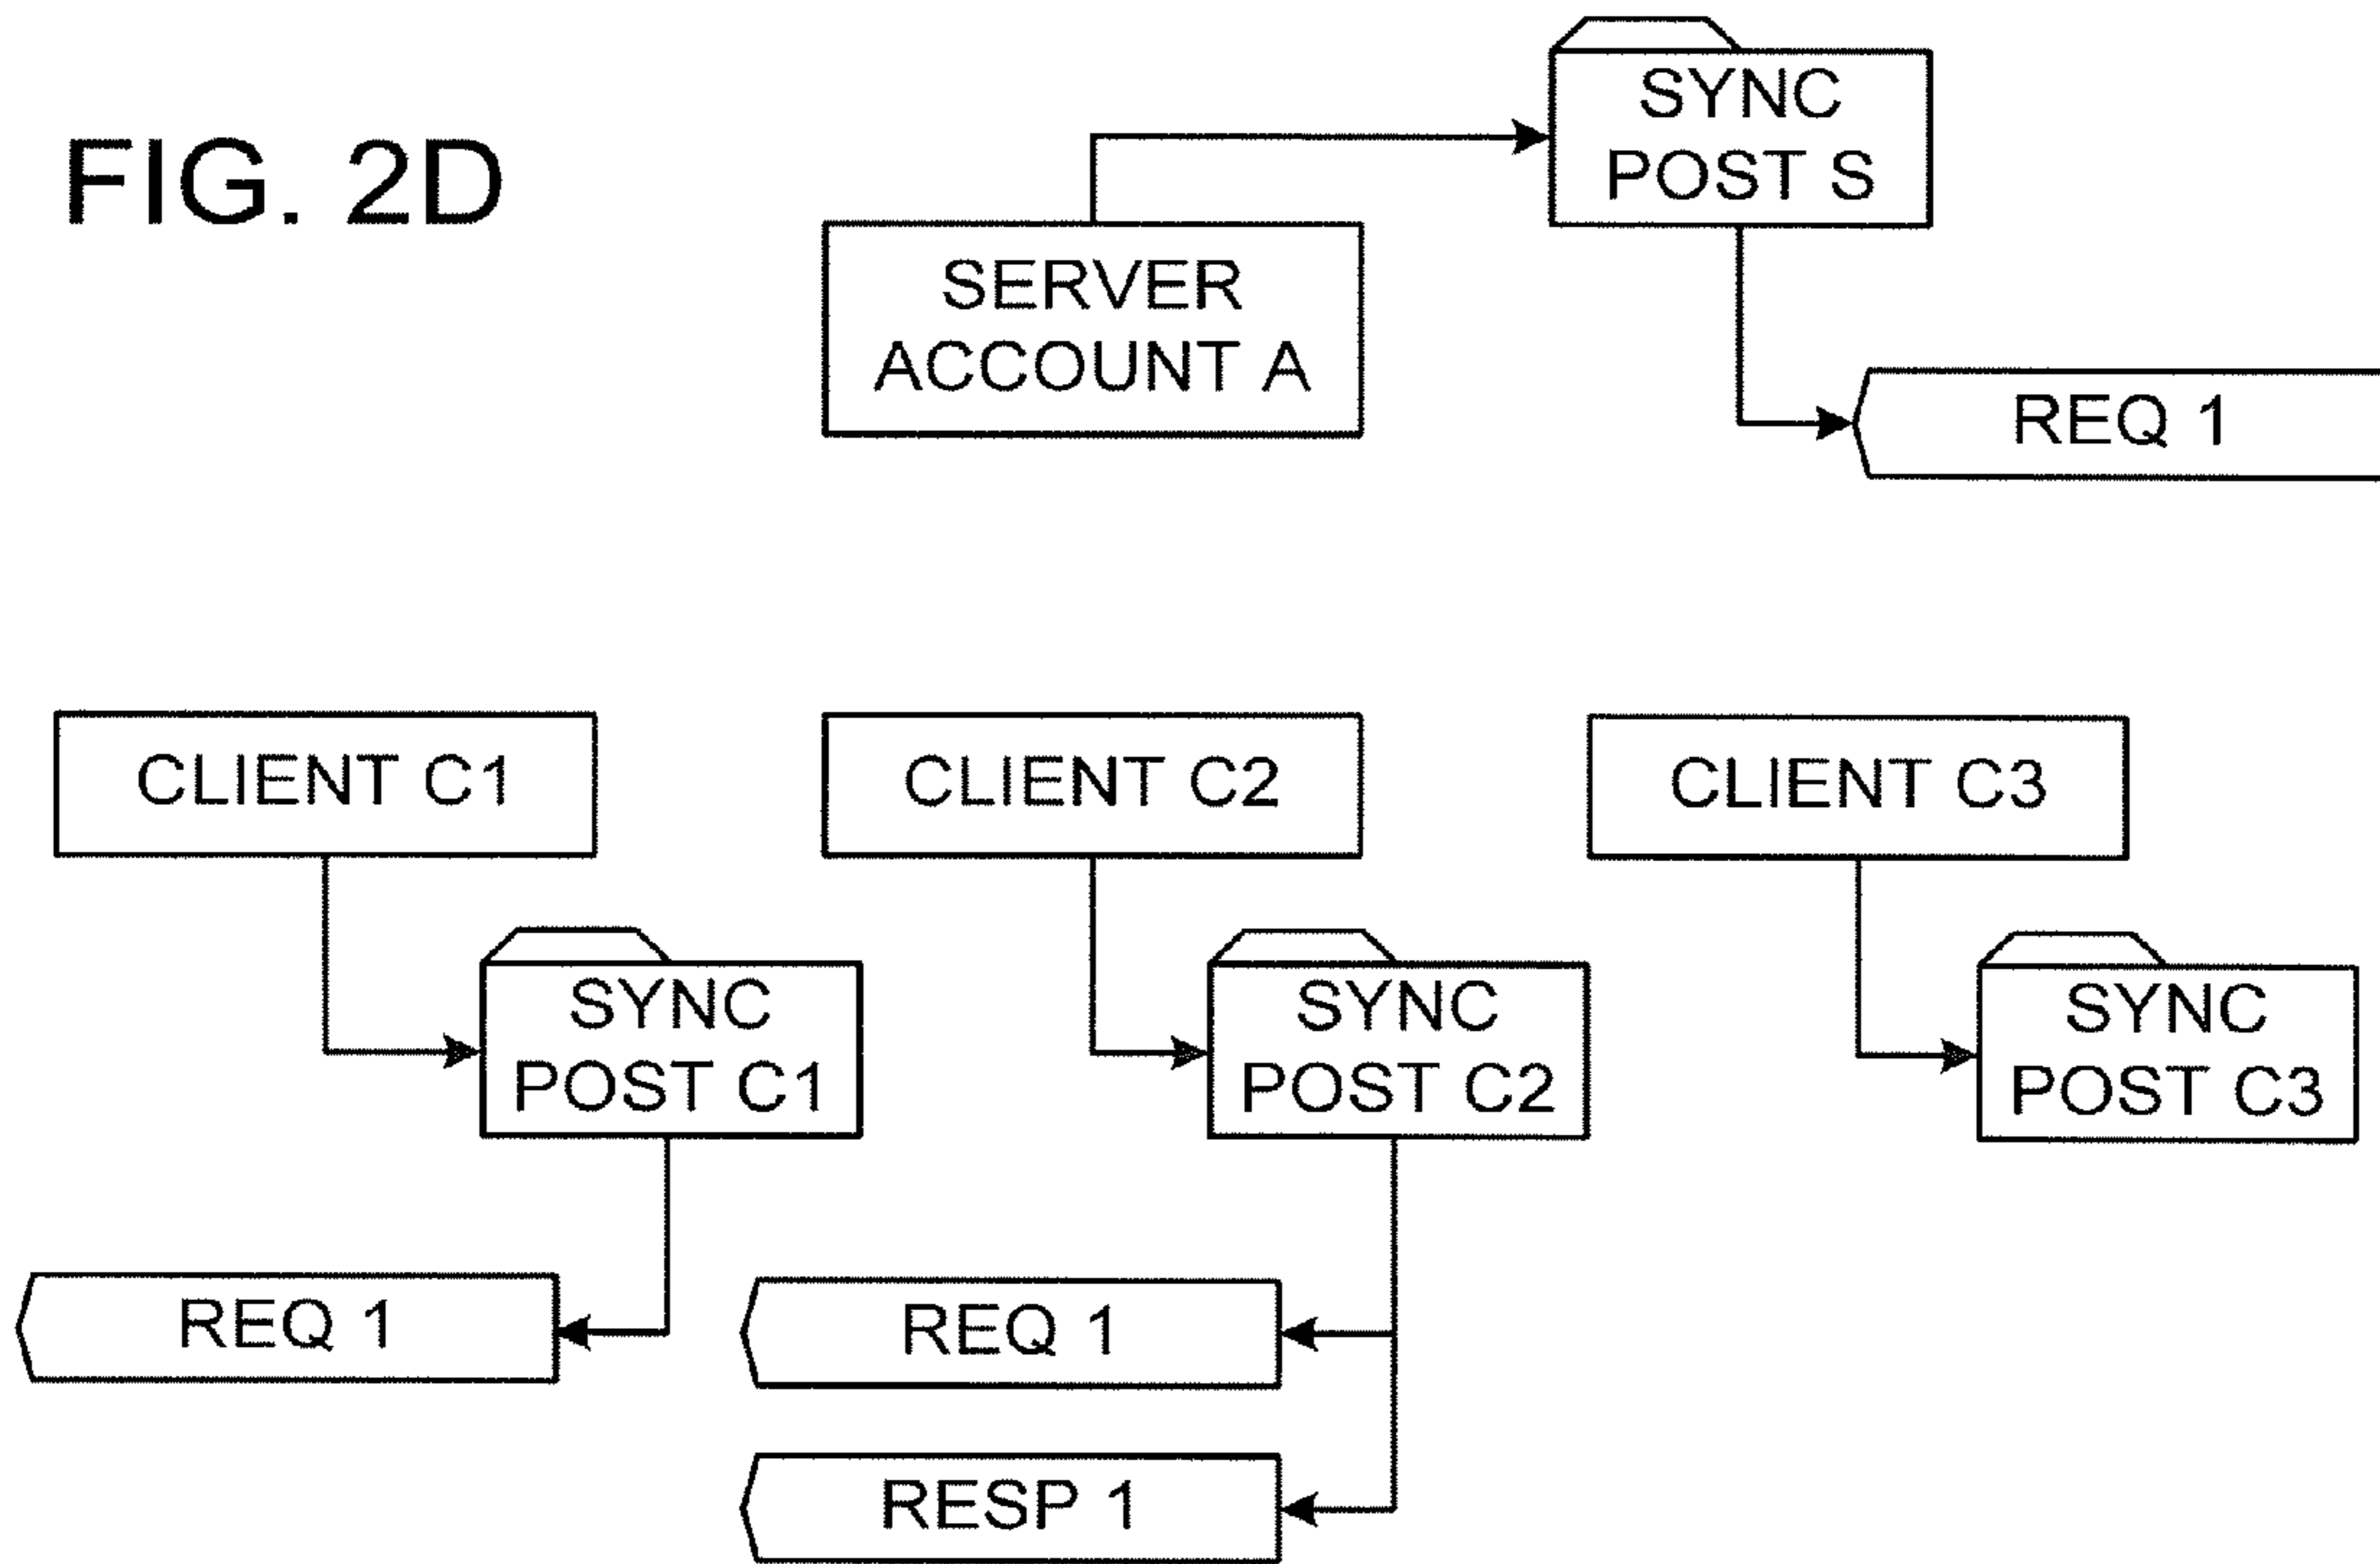 FIG. 2D
SYNC
POST S
SERVER
ACCOUNT A
REQ 1
CLIENT C1
CLIENT C2
CLIENT C3
SYNC
POST C1
SYNC
POST C2
SYNC
POST C3
REQ 1
REQ 1
RESP 1